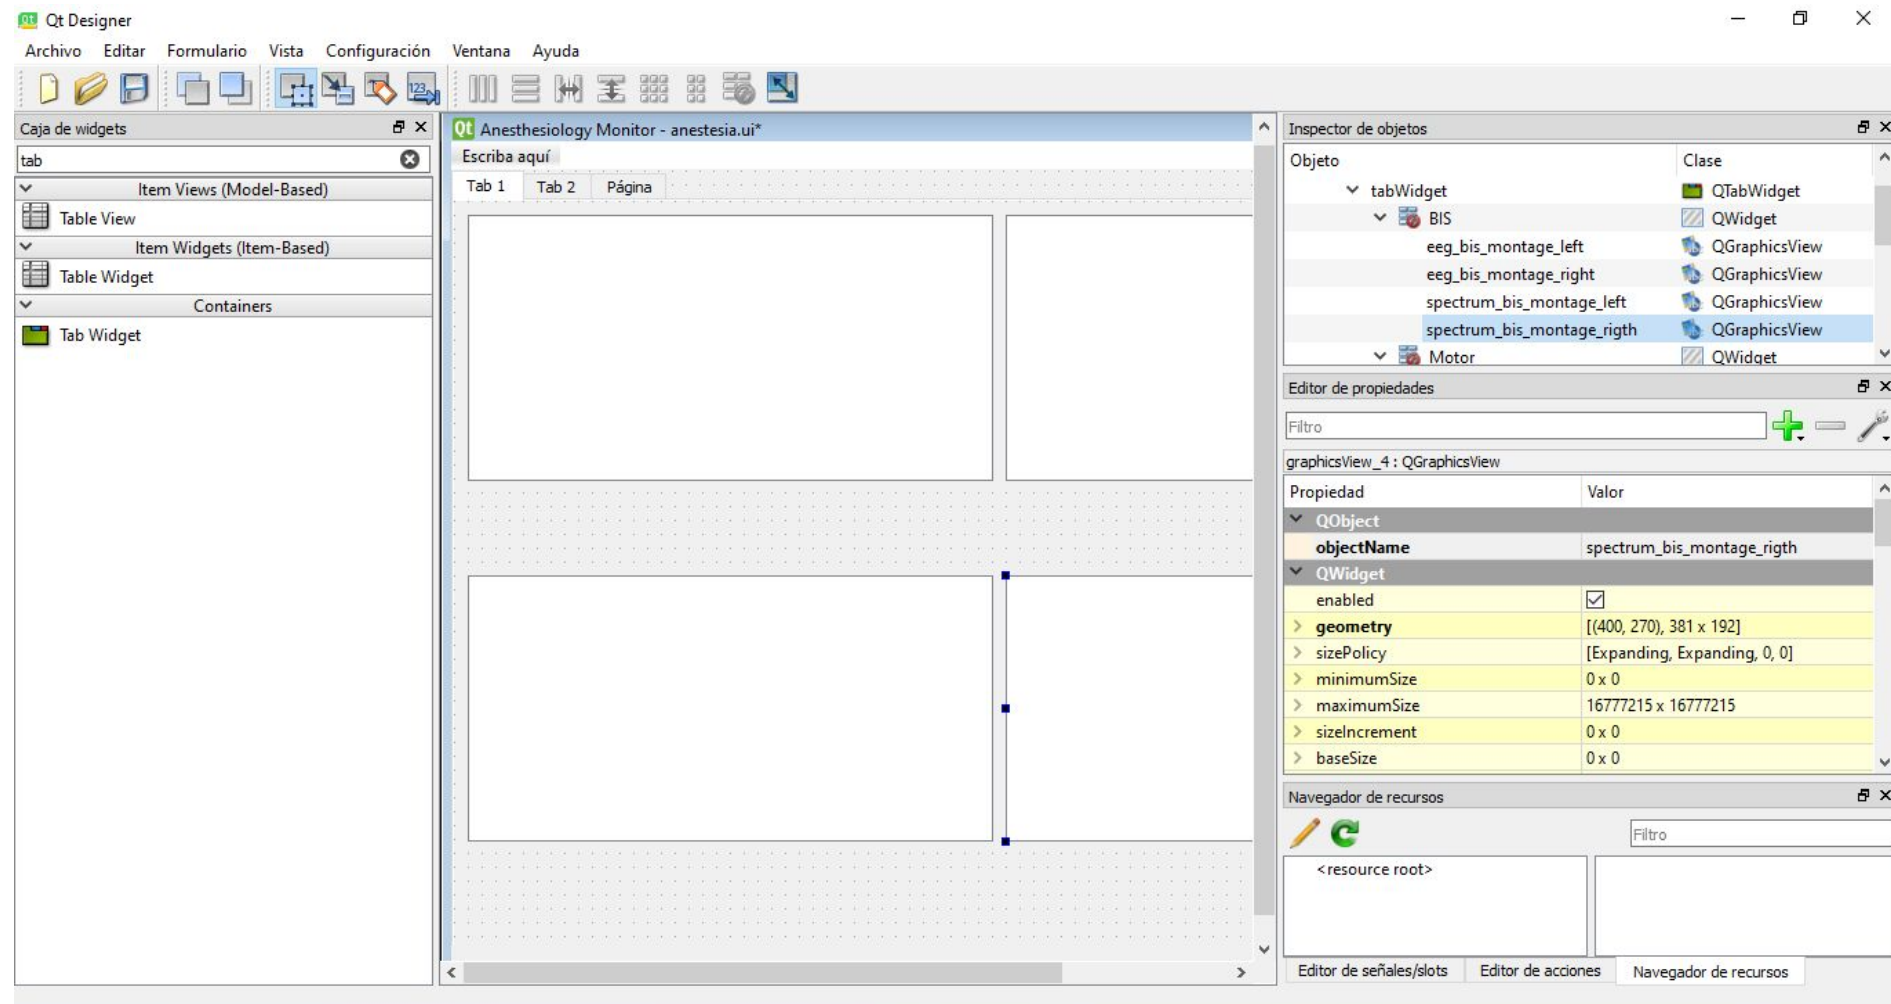 Qt Designer
Archivo Editar Formulario Vista Configuración Ventana Ayuda
Caja de widgets
tab
Item Views (Model-Based)
Table View
Item Widgets (Item-Based)
Table Widget
Containers
Tab Widget
Anesthesiology Monitor - anestesia.ui*
Escriba aquí
Tab 1 Tab 2 Página
Inspector de objetos
Objeto Clase
tabWidget QTabWidget
BIS QWidget
eeg_bis_montage_left QGraphicsView
eeg_bis_montage_right QGraphicsView
spectrum_bis_montage_left QGraphicsView
spectrum_bis_montage_rigth QGraphicsView
Motor QWidget
Editor de propiedades
Filtro
graphicsView_4 : QGraphicsView
Propiedad Valor
QObject
objectName spectrum_bis_montage_rigth
QWidget
enabled
geometry [(400, 270), 381 x 192]
sizePolicy [Expanding, Expanding, 0, 0]
minimumSize 0 x 0
maximumSize 16777215 x 16777215
sizeIncrement 0 x 0
baseSize 0 x 0
Navegador de recursos
Filtro
<resource root>
Editor de señales/slots Editor de acciones Navegador de recursos